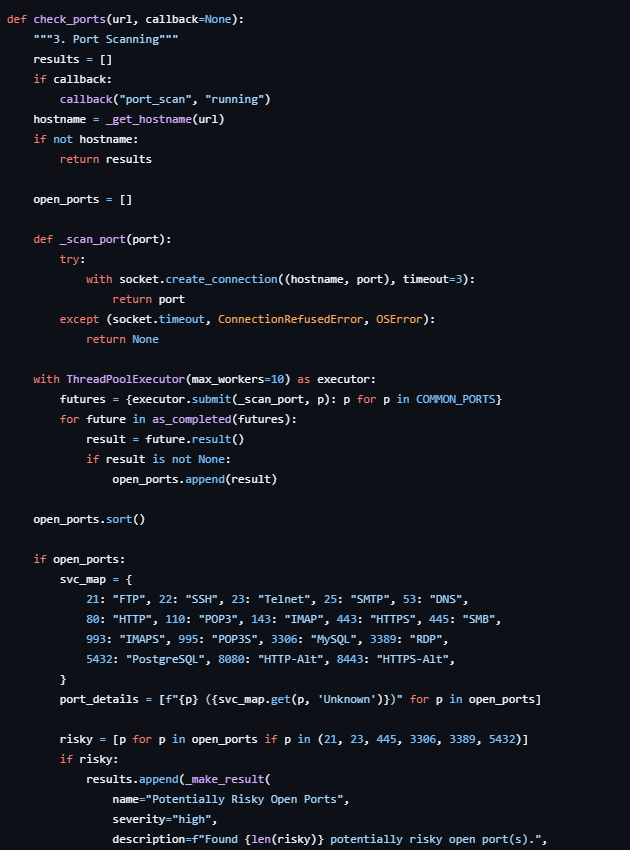 def check_ports(url, callback=None):
    """3. Port Scanning"""
    results = []
    if callback:
        callback("port_scan", "running")
    hostname = _get_hostname(url)
    if not hostname:
        return results

    open_ports = []

    def _scan_port(port):
        try:
            with socket.create_connection((hostname, port), timeout=3):
                return port
        except (socket.timeout, ConnectionRefusedError, OSError):
            return None

    with ThreadPoolExecutor(max_workers=10) as executor:
        futures = {executor.submit(_scan_port, p): p for p in COMMON_PORTS}
        for future in as_completed(futures):
            result = future.result()
            if result is not None:
                open_ports.append(result)

    open_ports.sort()

    if open_ports:
        svc_map = {
            21: "FTP", 22: "SSH", 23: "Telnet", 25: "SMTP", 53: "DNS",
            80: "HTTP", 110: "POP3", 143: "IMAP", 443: "HTTPS", 445: "SMB",
            993: "IMAPS", 995: "POP3S", 3306: "MySQL", 3389: "RDP",
            5432: "PostgreSQL", 8080: "HTTP-Alt", 8443: "HTTPS-Alt",
        }
        port_details = [f"{p} ({svc_map.get(p, 'Unknown')})" for p in open_ports]

        risky = [p for p in open_ports if p in (21, 23, 445, 3306, 3389, 5432)]
        if risky:
            results.append(_make_result(
                name="Potentially Risky Open Ports",
                severity="high",
                description=f"Found {len(risky)} potentially risky open port(s).",